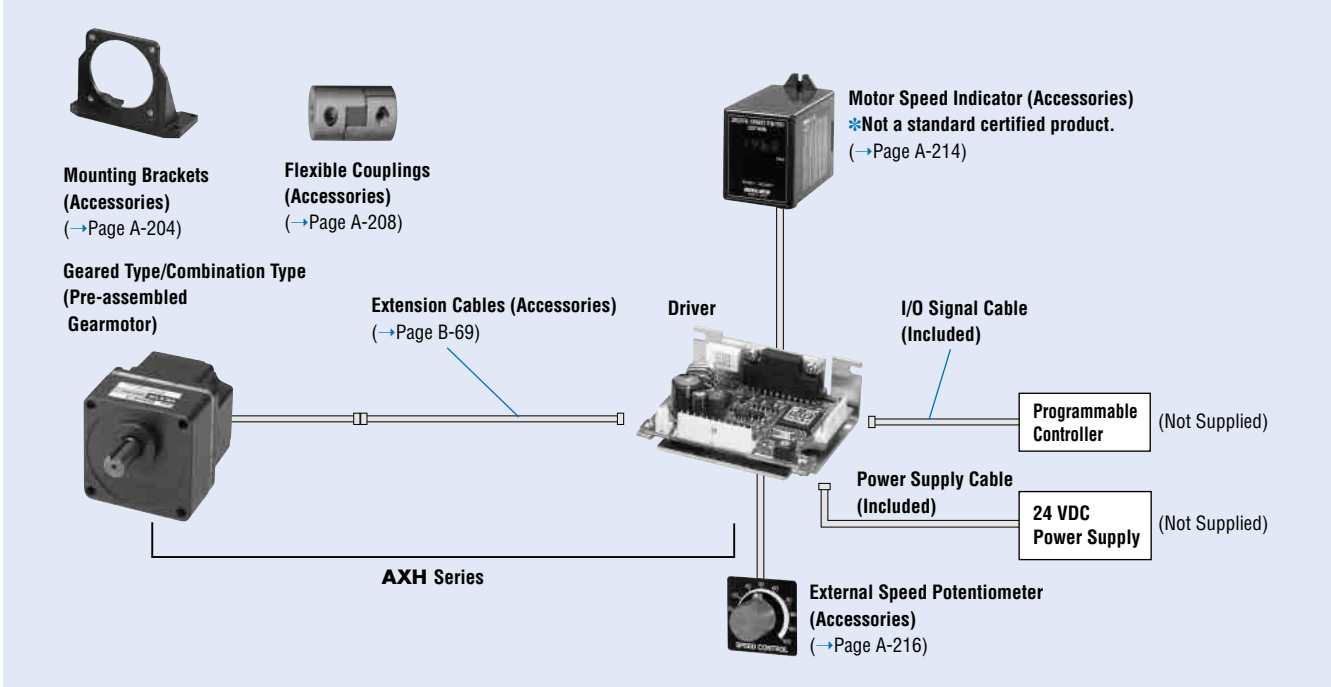 Mounting Brackets
(Accessories)
(→Page A-204)
Flexible Couplings
(Accessories)
(→Page A-208)
Motor Speed Indicator (Accessories)
✻Not a standard certified product.
(→Page A-214)
Geared Type/Combination Type
(Pre-assembled
Gearmotor)
Extension Cables (Accessories)
(→Page B-69)
Driver
I/O Signal Cable
(Included)
Programmable
Controller
(Not Supplied)
Power Supply Cable
(Included)
24 VDC
Power Supply
(Not Supplied)
AXH Series
External Speed Potentiometer
(Accessories)
(→Page A-216)
SPEED CONTROL